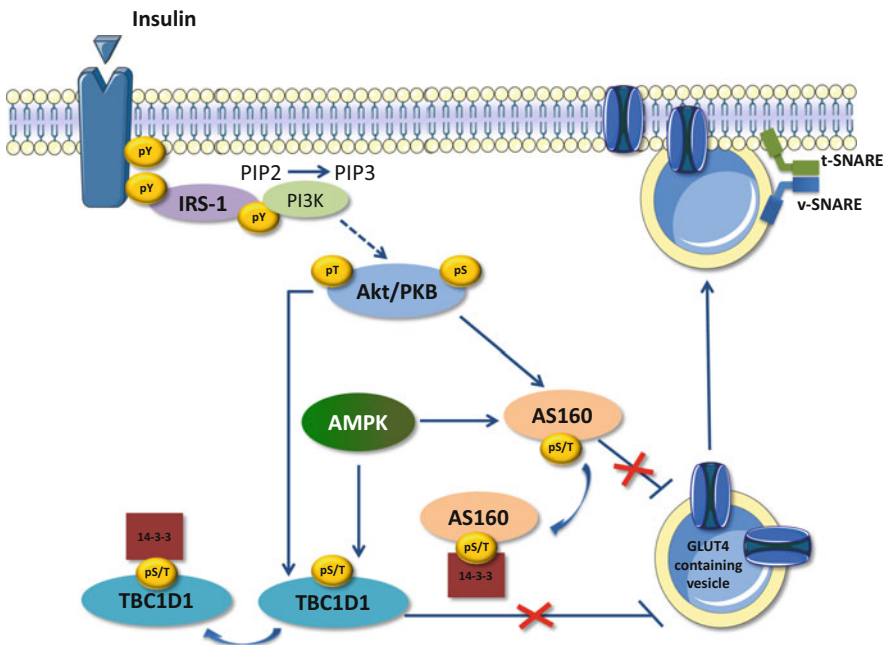 Insulin
pY
pY
IRS-1
pY
PIP2 PIP3
PI3K
t-SNARE
v-SNARE
pT
pS
Akt/PKB
AMPK
AS160
pS/T
AS160
pS/T
14-3-3
GLUT4
containing
vesicle
14-3-3
pS/T
TBC1D1
pS/T
TBC1D1